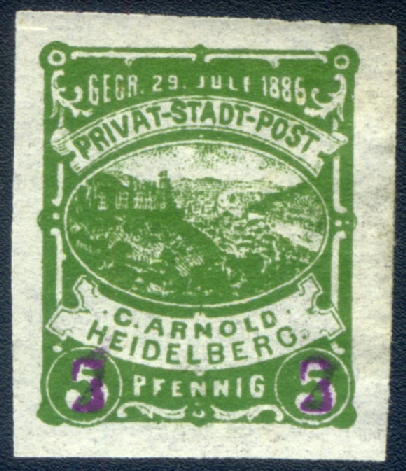 GEGR. 29. JULI 1886
PRIVAT-STADT-POST
· C. ARNOLD ·
HEIDELBERG.
3 PFENNIG 3